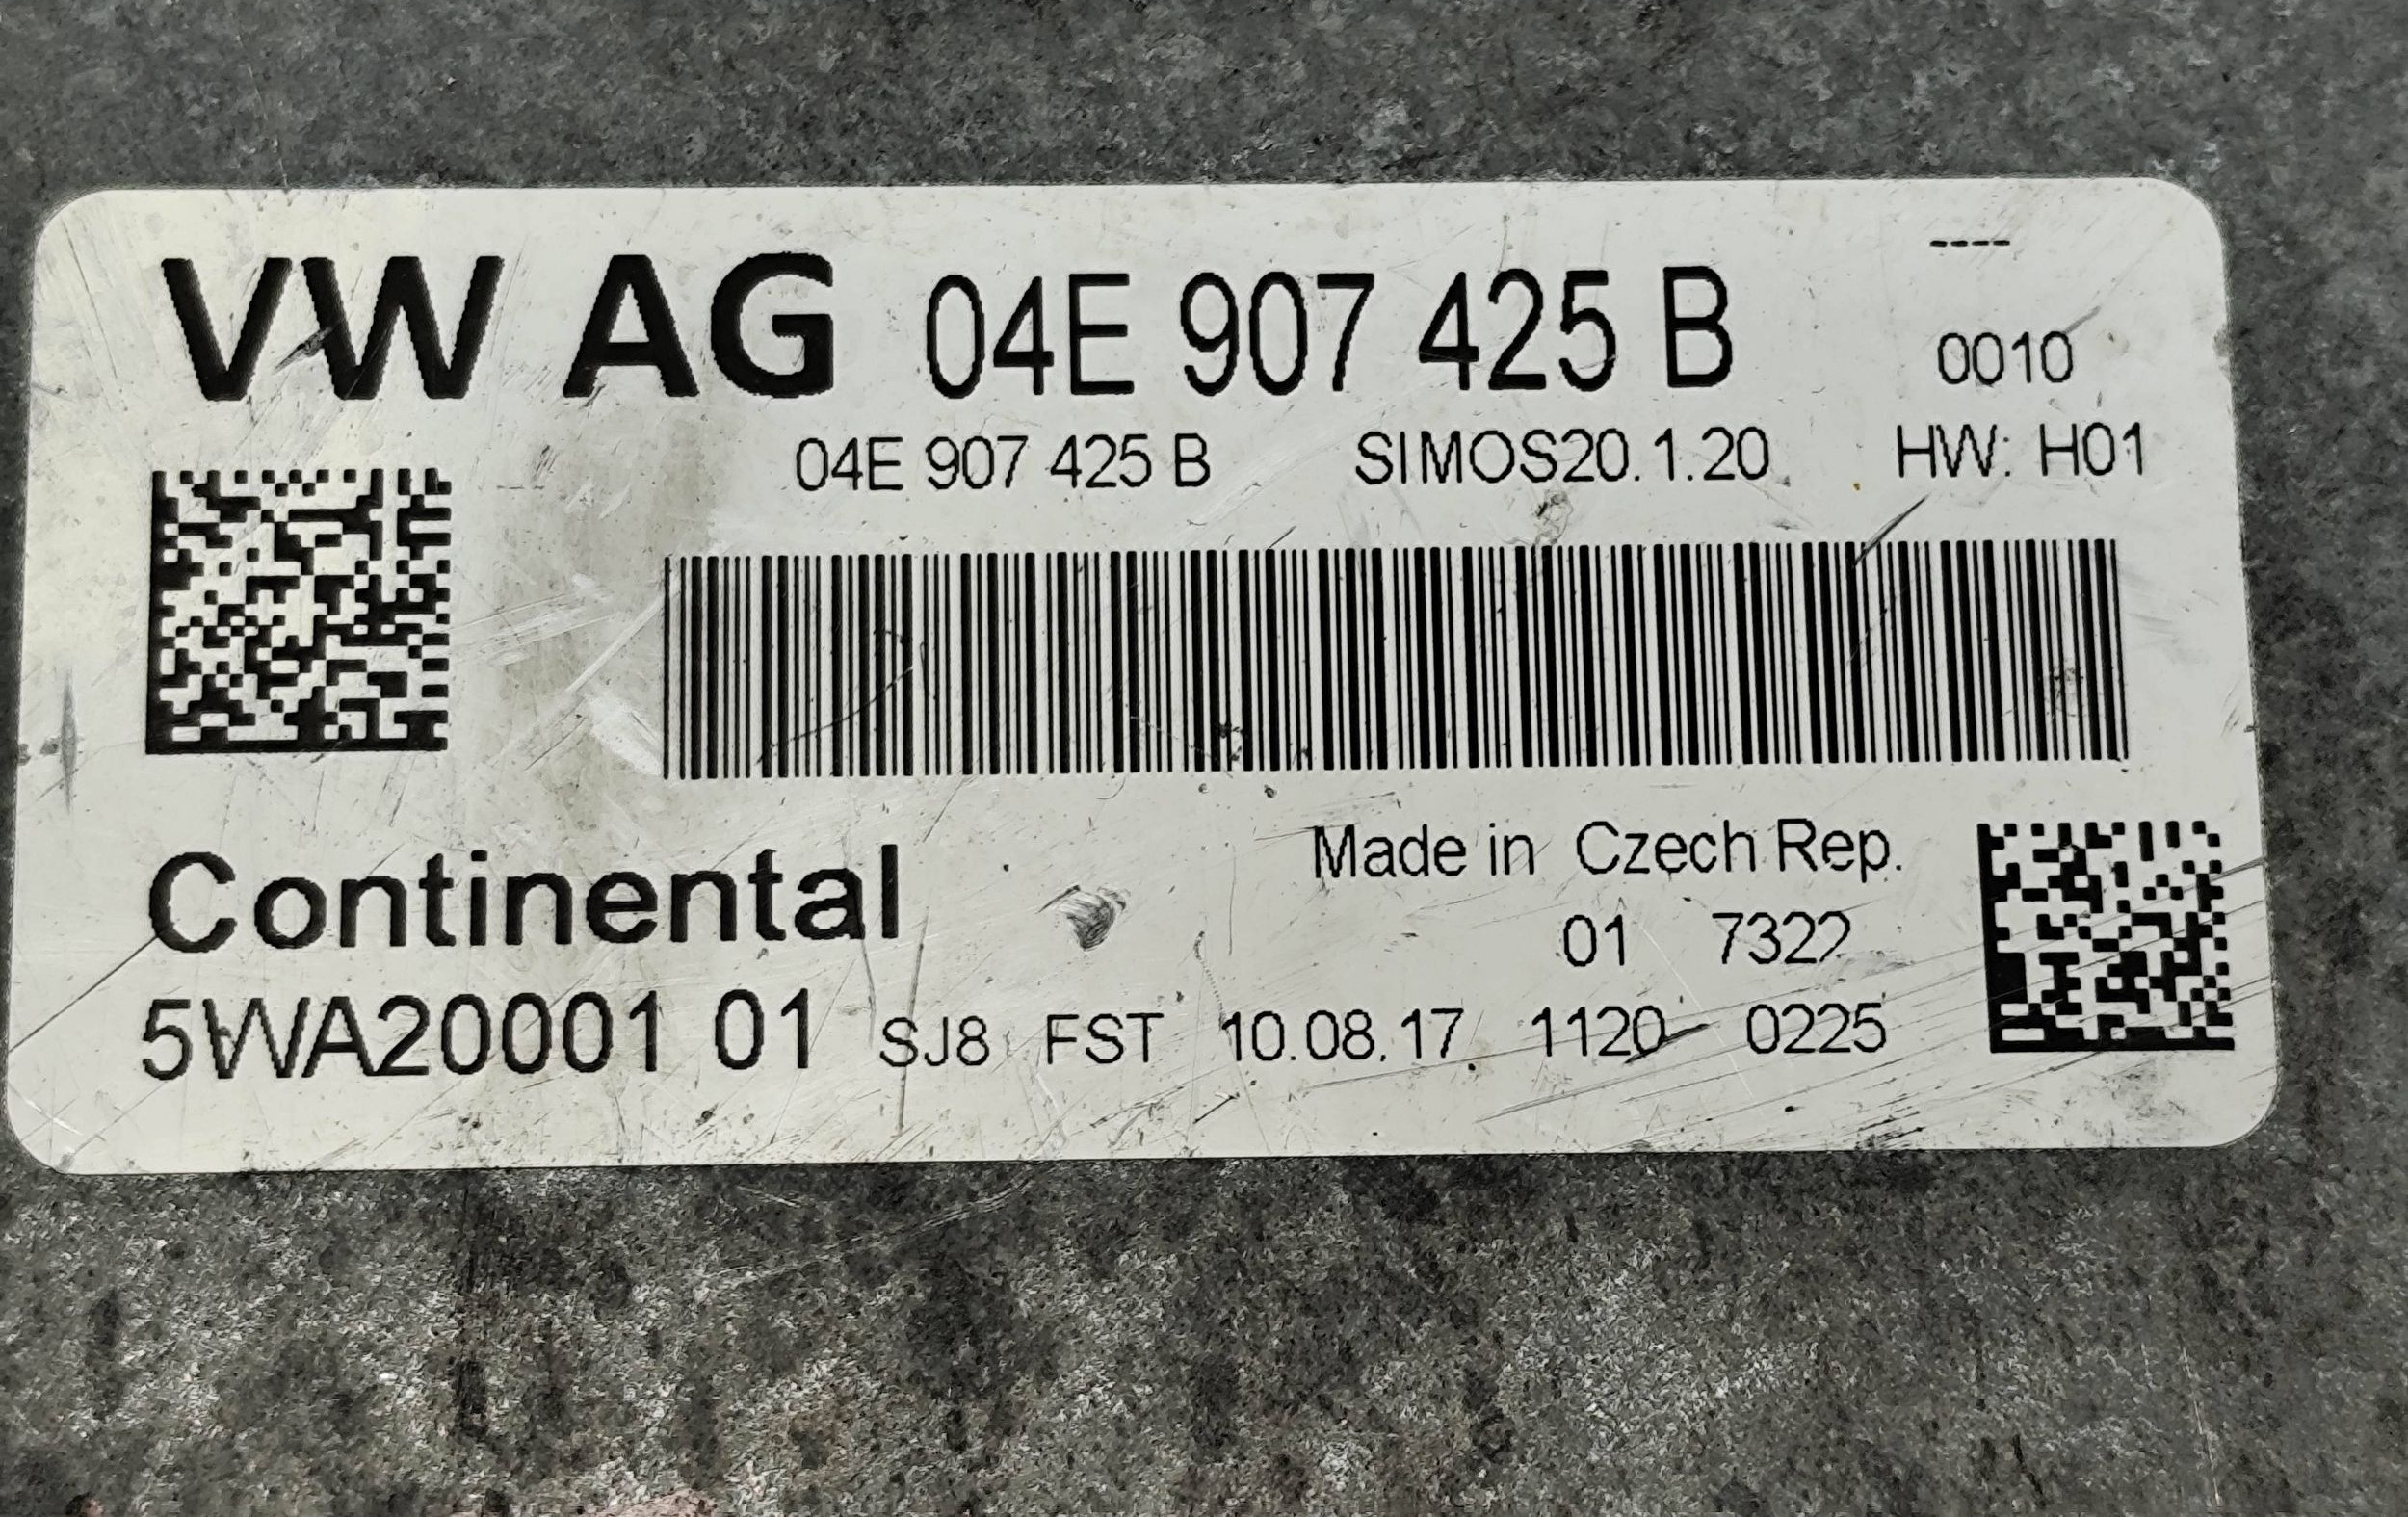 ----
VW AG 04E 907 425 B 0010
04E 907 425 B SIMOS20.1.20 HW: H01
Continental Made in Czech Rep.
01 7322
5WA20001 01 SJ8 FST 10.08.17 1120 0225